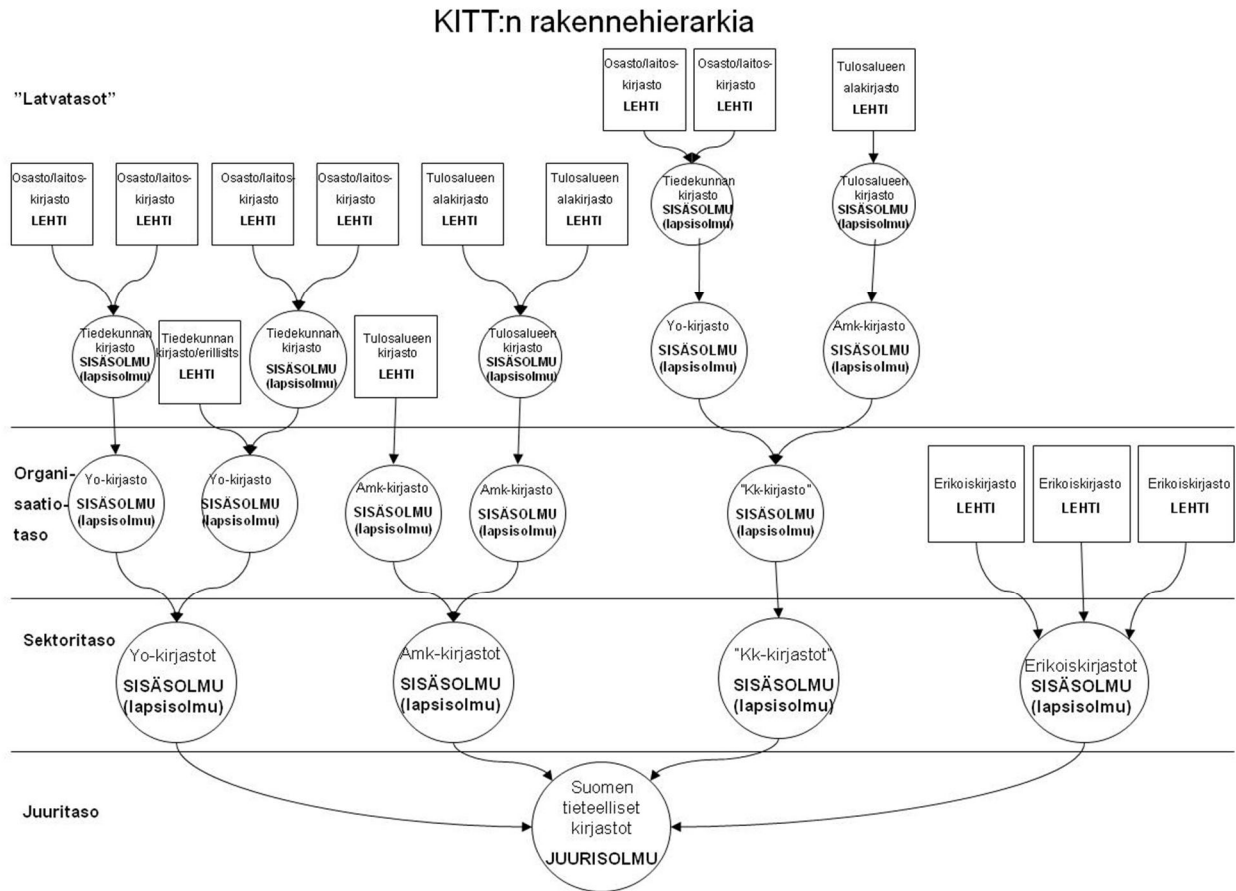 KITT:n rakennehierarkia
"Latvatasot"
Osasto/laitos-
kirjasto
LEHTI
Osasto/laitos-
kirjasto
LEHTI
Tulosalueen
alakirjasto
LEHTI
Osasto/laitos-
kirjasto
LEHTI
Osasto/laitos-
kirjasto
LEHTI
Osasto/laitos-
kirjasto
LEHTI
Osasto/laitos-
kirjasto
LEHTI
Tulosalueen
alakirjasto
LEHTI
Tulosalueen
alakirjasto
LEHTI
Tiedekunnan
kirjasto
SISÄSOLMU
(lapsisolmu)
Tulosalueen
kirjasto
SISÄSOLMU
(lapsisolmu)
Tiedekunnan
kirjasto
SISÄSOLMU
(lapsisolmu)
Tiedekunnan
kirjasto/erillislts
LEHTI
Tiedekunnan
kirjasto
SISÄSOLMU
(lapsisolmu)
Tulosalueen
kirjasto
LEHTI
Tulosalueen
kirjasto
SISÄSOLMU
(lapsisolmu)
Yo-kirjasto
SISÄSOLMU
(lapsisolmu)
Amk-kirjasto
SISÄSOLMU
(lapsisolmu)
Organi-
saatio-
taso
Yo-kirjasto
SISÄSOLMU
(lapsisolmu)
Yo-kirjasto
SISÄSOLMU
(lapsisolmu)
Amk-kirjasto
SISÄSOLMU
(lapsisolmu)
Amk-kirjasto
SISÄSOLMU
(lapsisolmu)
"Kk-kirjasto"
SISÄSOLMU
(lapsisolmu)
Erikoiskirjasto
LEHTI
Erikoiskirjasto
LEHTI
Erikoiskirjasto
LEHTI
Sektoritaso
Yo-kirjastot
SISÄSOLMU
(lapsisolmu)
Amk-kirjastot
SISÄSOLMU
(lapsisolmu)
"Kk-kirjastot"
SISÄSOLMU
(lapsisolmu)
Erikoiskirjastot
SISÄSOLMU
(lapsisolmu)
Juuritaso
Suomen
tieteelliset
kirjastot
JUURISOLMU